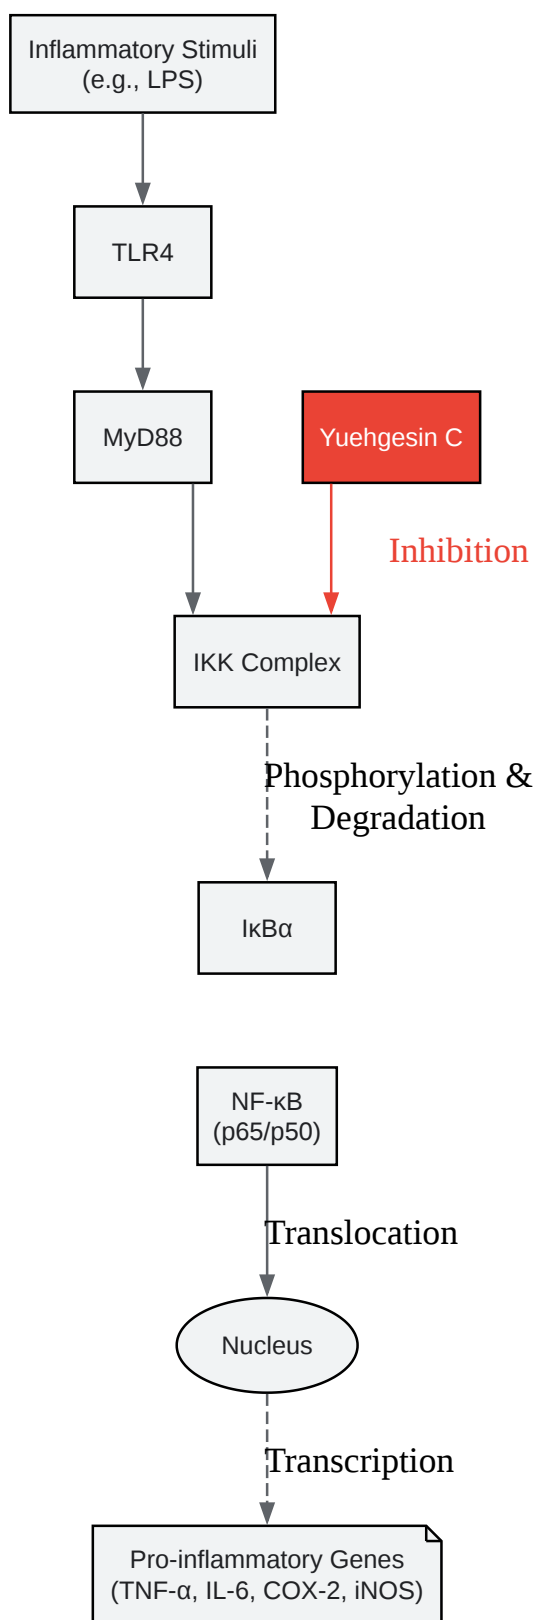 Inflammatory Stimuli
(e.g., LPS)
TLR4
MyD88
Yuehgesin C
Inhibition
IKK Complex
Phosphorylation &
Degradation
IκBα
NF-κB
(p65/p50)
Translocation
Nucleus
Transcription
Pro-inflammatory Genes
(TNF-α, IL-6, COX-2, iNOS)